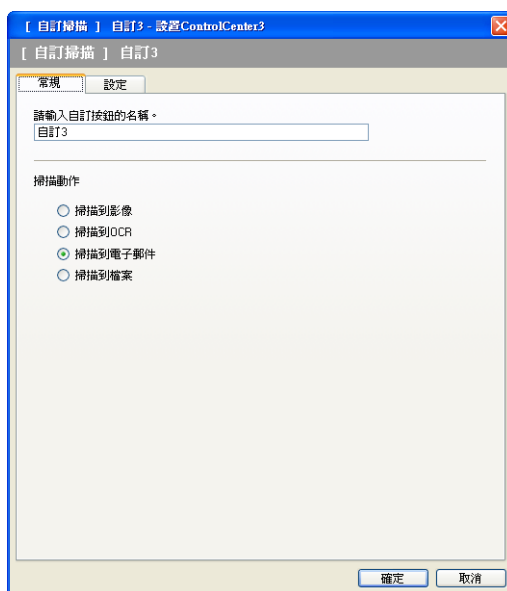 [ 自訂掃描 ] 自訂3 - 設置ControlCenter3
[ 自訂掃描 ] 自訂3
常規 設定
請輸入自訂按鈕的名稱。
自訂3
掃描動作
掃描到影像
掃描到OCR
掃描到電子郵件
掃描到檔案
確定 取消